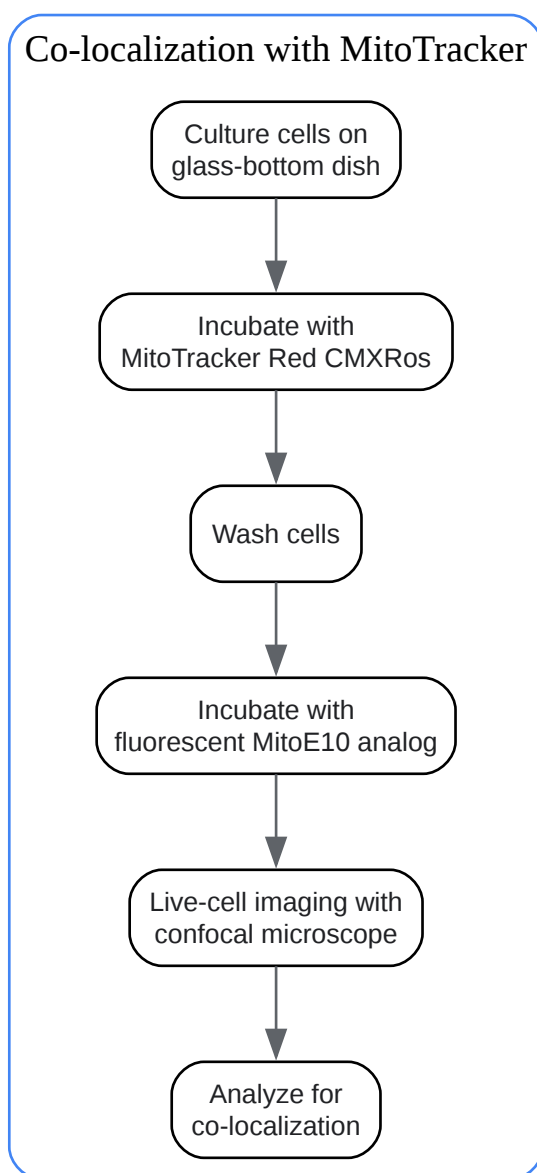 Co-localization with MitoTracker
Culture cells on
glass-bottom dish
Incubate with
MitoTracker Red CMXRos
Wash cells
Incubate with
fluorescent MitoE10 analog
Live-cell imaging with
confocal microscope
Analyze for
co-localization